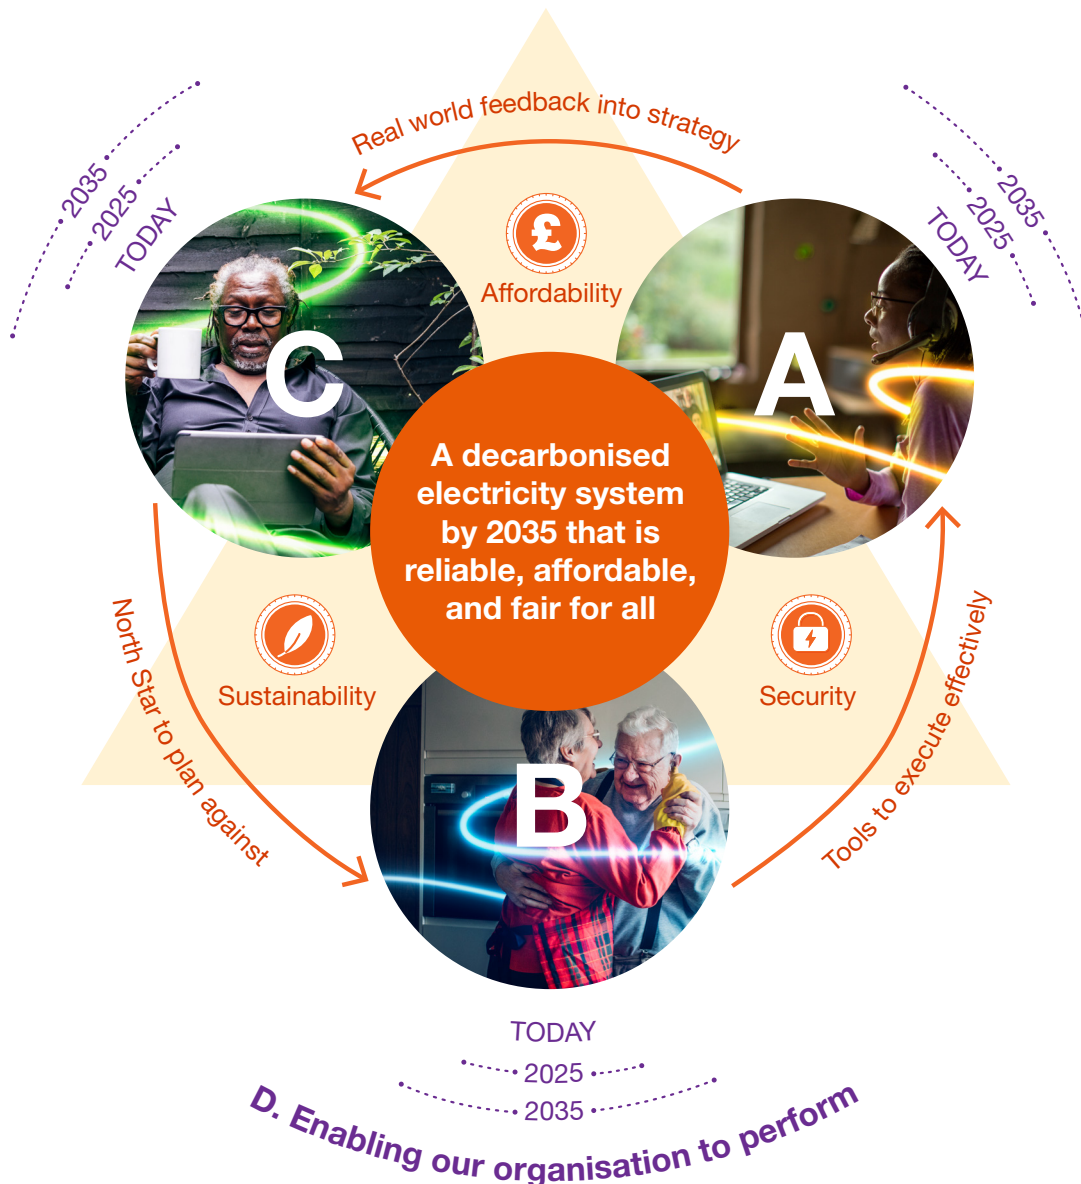 Real world feedback into strategy
2035
2025
TODAY
2035
2025
TODAY
£
Affordability
C
A
A decarbonised
electricity system
by 2035 that is
reliable, affordable,
and fair for all
North Star to plan against
Sustainability
Security
Tools to execute effectively
B
TODAY
2025
2035
D. Enabling our organisation to perform